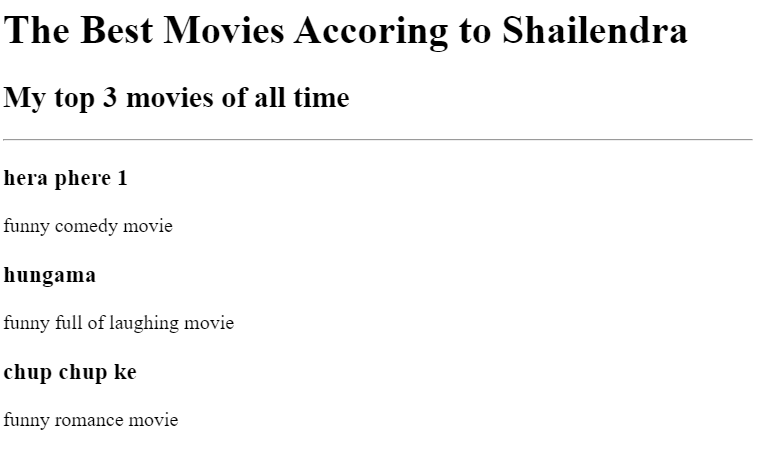 The Best Movies Accoring to Shailendra
My top 3 movies of all time
hera phere 1
funny comedy movie
hungama
funny full of laughing movie
chup chup ke
funny romance movie